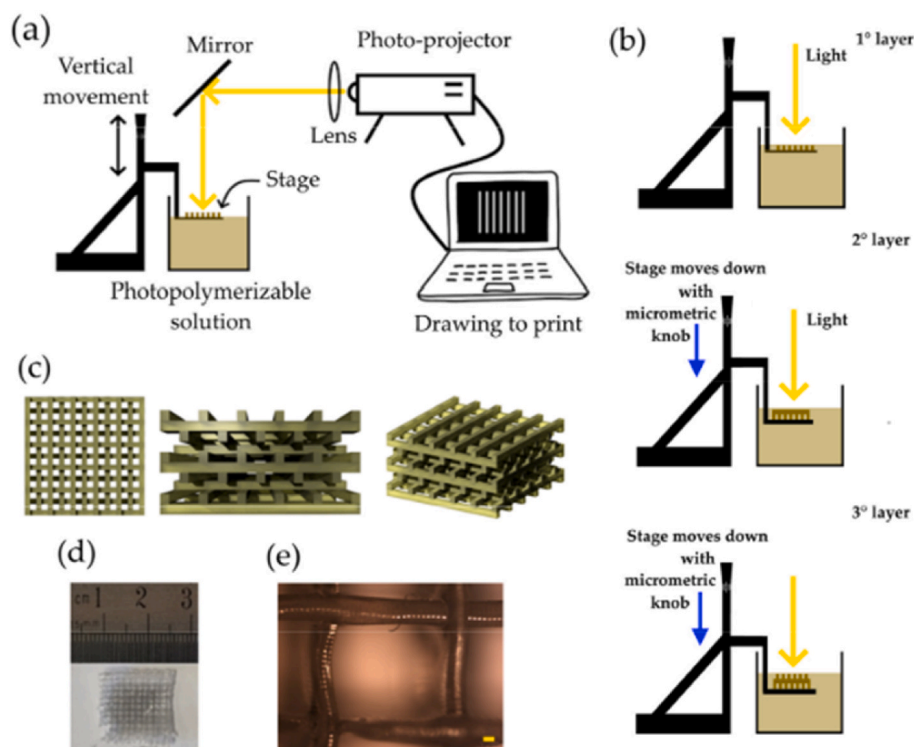 (a)
Mirror
Photo-projector
Vertical
movement
Lens
Stage
Photopolymerizable
solution
Drawing to print
(b)
1° layer
Light
2° layer
Stage moves down
with
micrometric
knob
Light
3° layer
Stage moves down
with
micrometric
knob
(c)
(d)
cm 1 2 3
(e)